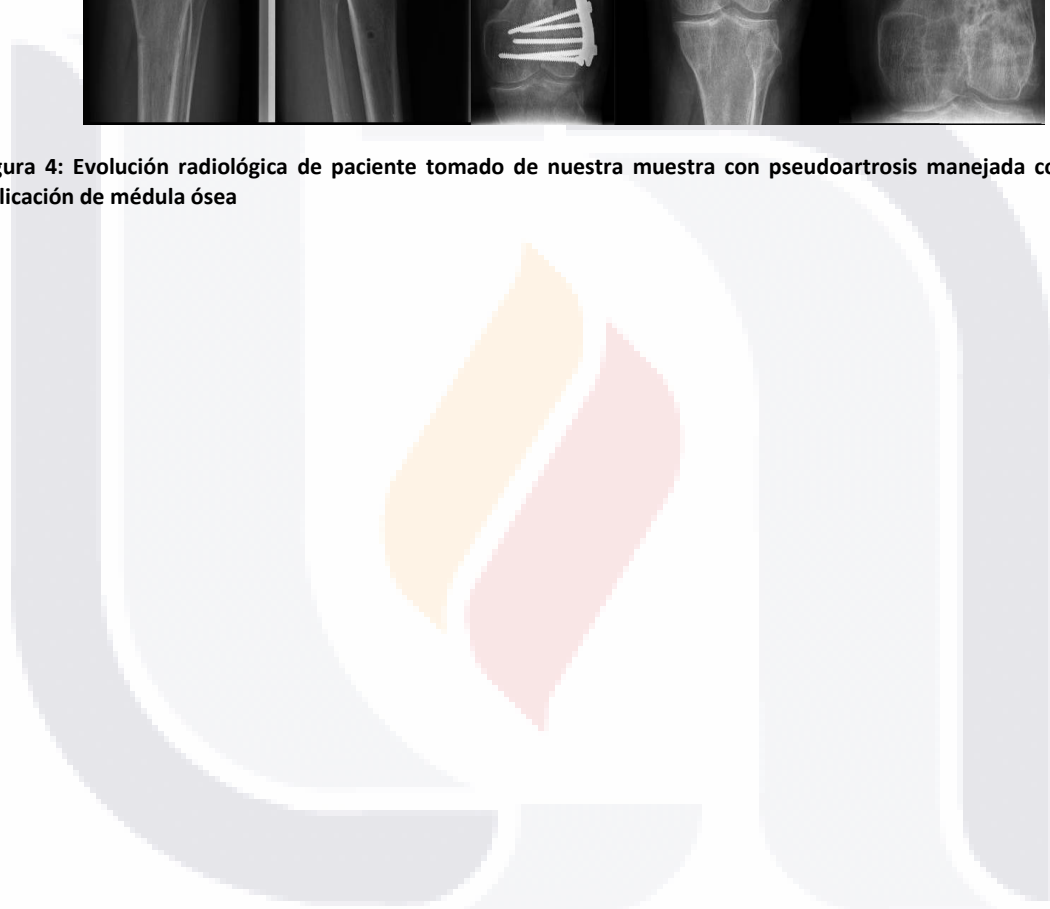 gura 4: Evolución radiológica de paciente tomado de nuestra muestra con pseudoartrosis manejada co
licación de médula ósea